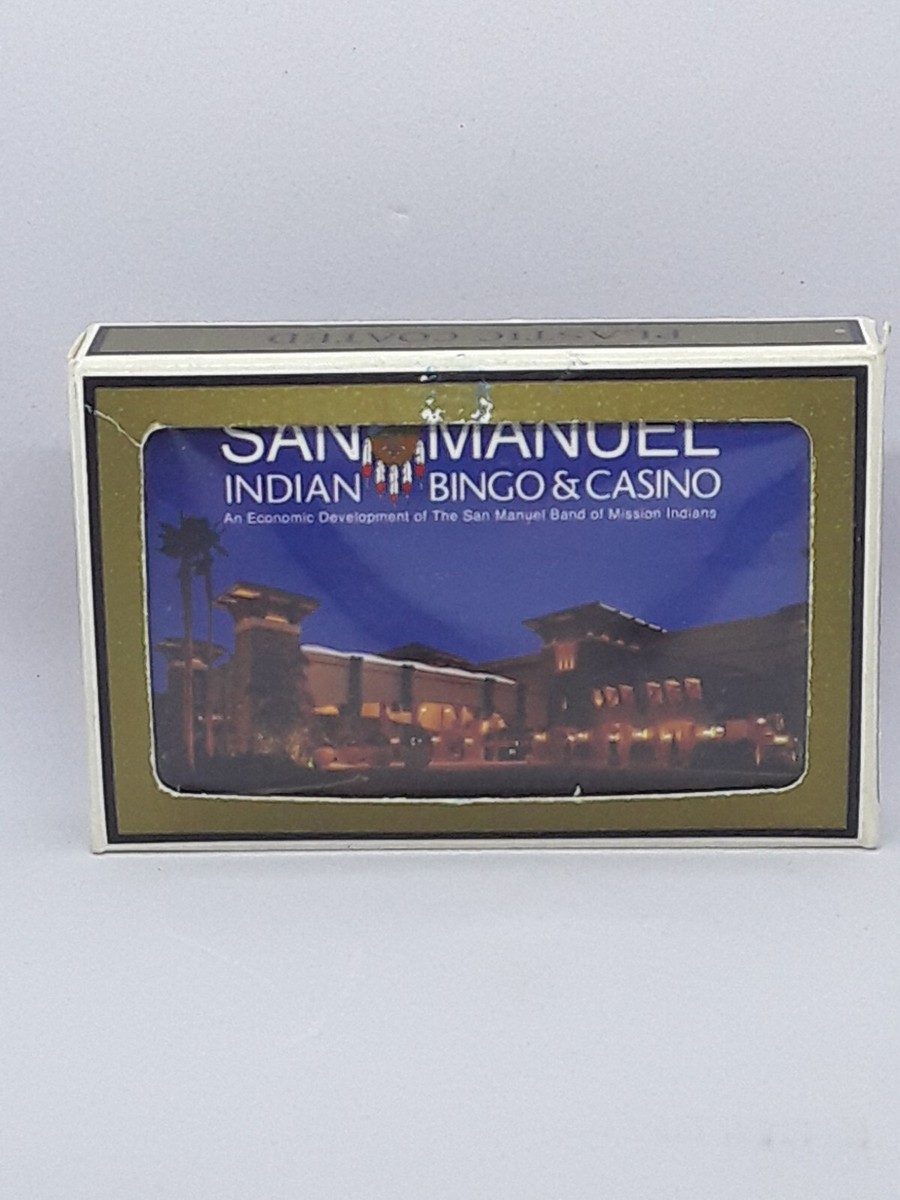 PLASTIC COATED
SAN MANUEL
INDIAN BINGO & CASINO
An Economic Development of The San Manuel Band of Mission Indians